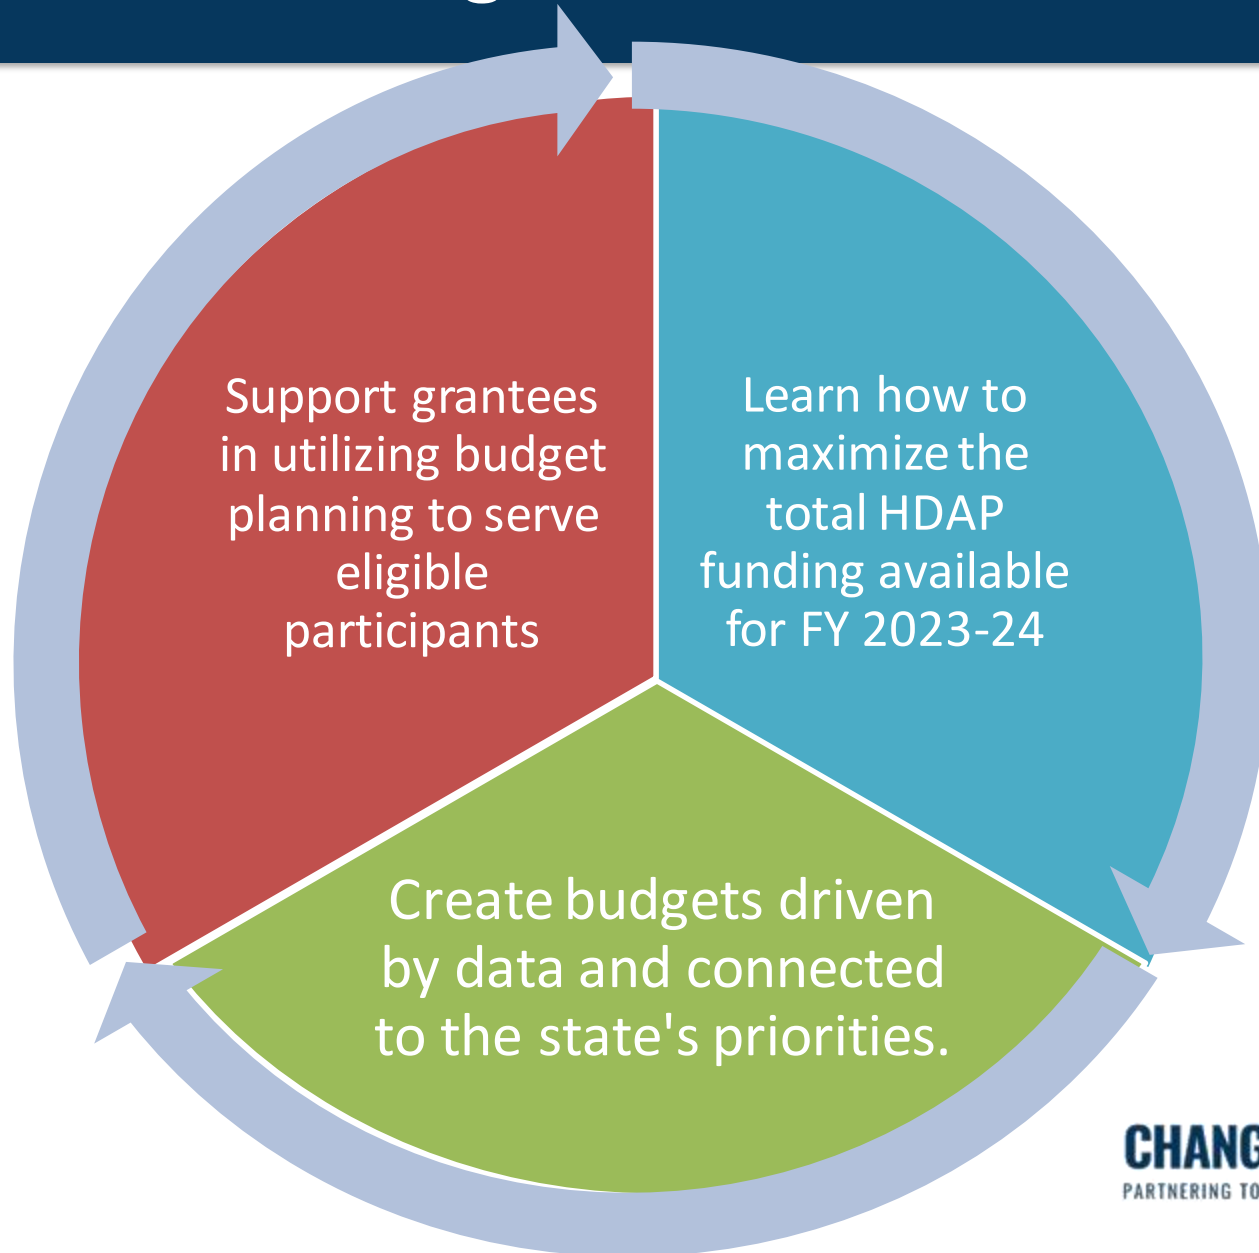 Support grantees
in utilizing budget
planning to serve
eligible
participants
Learn how to
maximize the
total HDAP
funding available
for FY 2023-24
Create budgets driven
by data and connected
to the state's priorities.
CHANG
PARTNERING TO